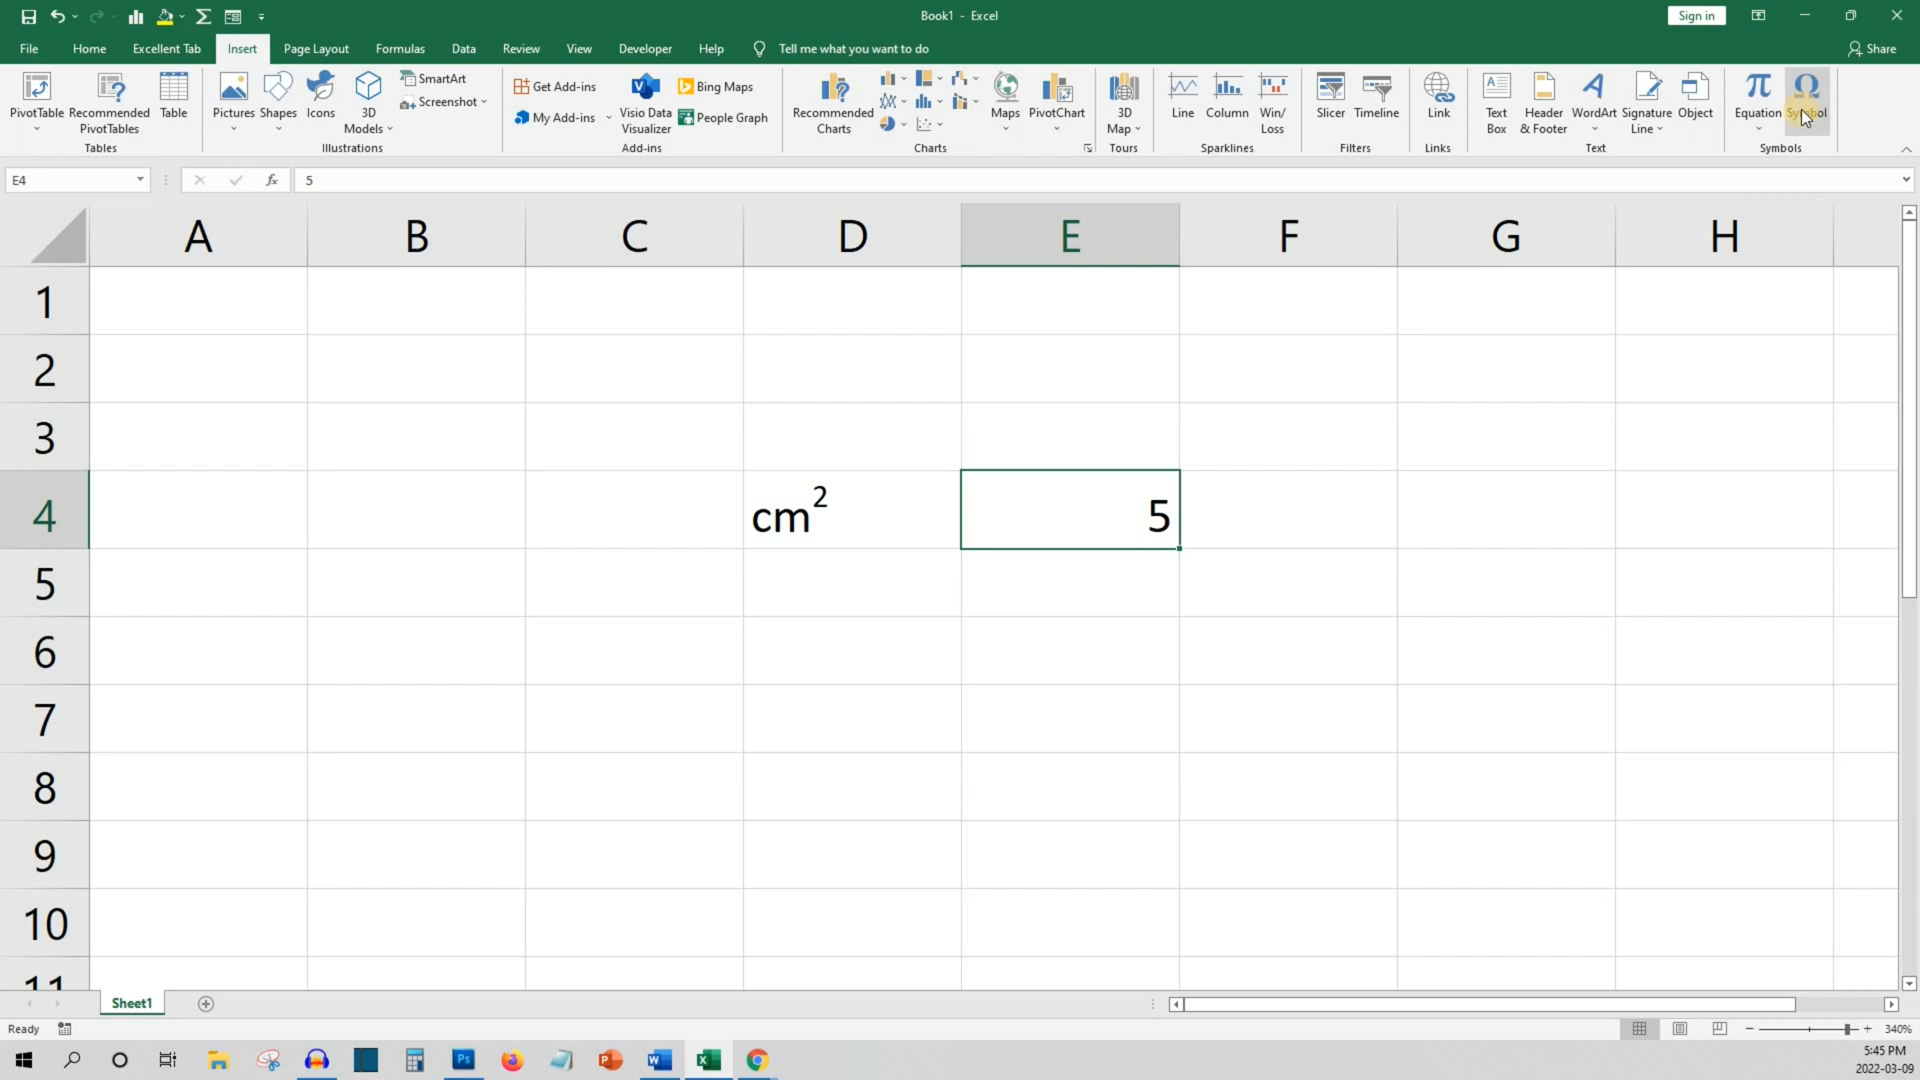 Book1 - Excel
Sign in
File Home Excellent Tab Insert Page Layout Formulas Data Review View Developer Help Tell me what you want to do
Share
PivotTable
Recommended
PivotTables
Table
Tables
Pictures
Shapes
Icons
3D
Models
SmartArt
Screenshot
Illustrations
Get Add-ins
My Add-ins
Visio Data
Visualizer
Bing Maps
People Graph
Add-ins
Recommended
Charts
Maps
PivotChart
Charts
3D
Map
Tours
Line
Column
Win/
Loss
Sparklines
Slicer
Timeline
Filters
Link
Links
Text
Box
Header
& Footer
WordArt
Signature
Line
Object
Text
Equation
Symbol
Symbols
E4
fx
5
A B C D E F G H
1
2
3
4 cm² 5
5
6
7
8
9
10
11
Sheet1
Ready
340%
5:45 PM
2022-03-09